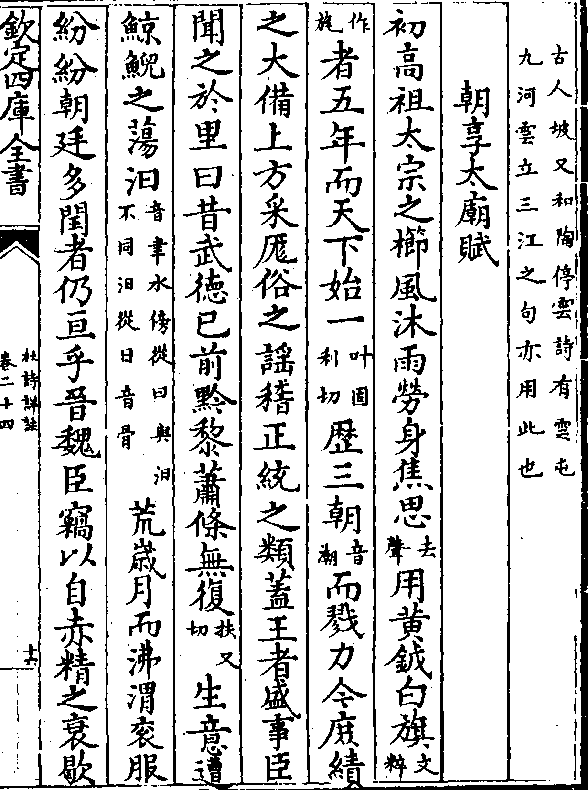 古人坡又和陶停雲詩有雲屯
九河雲立三江之句亦用此也
朝享太廟賦
初高祖太宗之櫛風沐雨勞身焦思去聲用黄鉞白旗文粹
作旄者五年而天下始一叶固利切歴三朝音潮而戮力今庶績
之大備上方采厖俗之謡稽正統之類蓋王者盛事臣
聞之於里曰昔武德已前黔黎蕭條無復扶又切生意遭
鯨鯢之蕩汨音聿水傍從曰與汨不同汨從日音骨荒歲月而沸渭衮服
紛紛朝廷多閏者仍亘乎晉魏臣竊以自赤精之衰歇
欽定四庫全書
杜詩詳註
卷二十四
十六